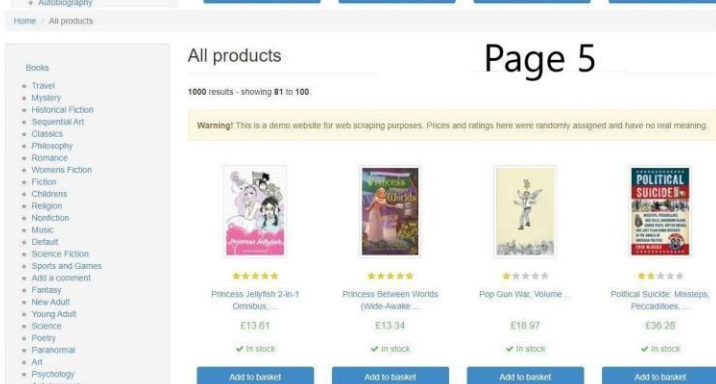 Autobiography
Home / All products
All products
Page 5
1000 results - showing 81 to 100.
Warning! This is a demo website for web scraping purposes. Prices and ratings here were randomly assigned and have no real meaning.
Books
Travel
Mystery
Historical Fiction
Sequential Art
Classics
Philosophy
Romance
Womens Fiction
Fiction
Childrens
Religion
Nonfiction
Music
Default
Science Fiction
Sports and Games
Add a comment
Fantasy
New Adult
Young Adult
Science
Poetry
Paranormal
Art
Psychology
Princess Jellyfish
Princess
Worlds
POLITICAL
SUICIDE
Princess Jellyfish 2-in-1
Omnibus, ...
£13.61
In stock
Add to basket
Princess Between Worlds
(Wide-Awake ...
£13.34
In stock
Add to basket
Pop Gun War, Volume ...
£18.97
In stock
Add to basket
Political Suicide: Missteps,
Peccadilloes, ...
£36.28
In stock
Add to basket